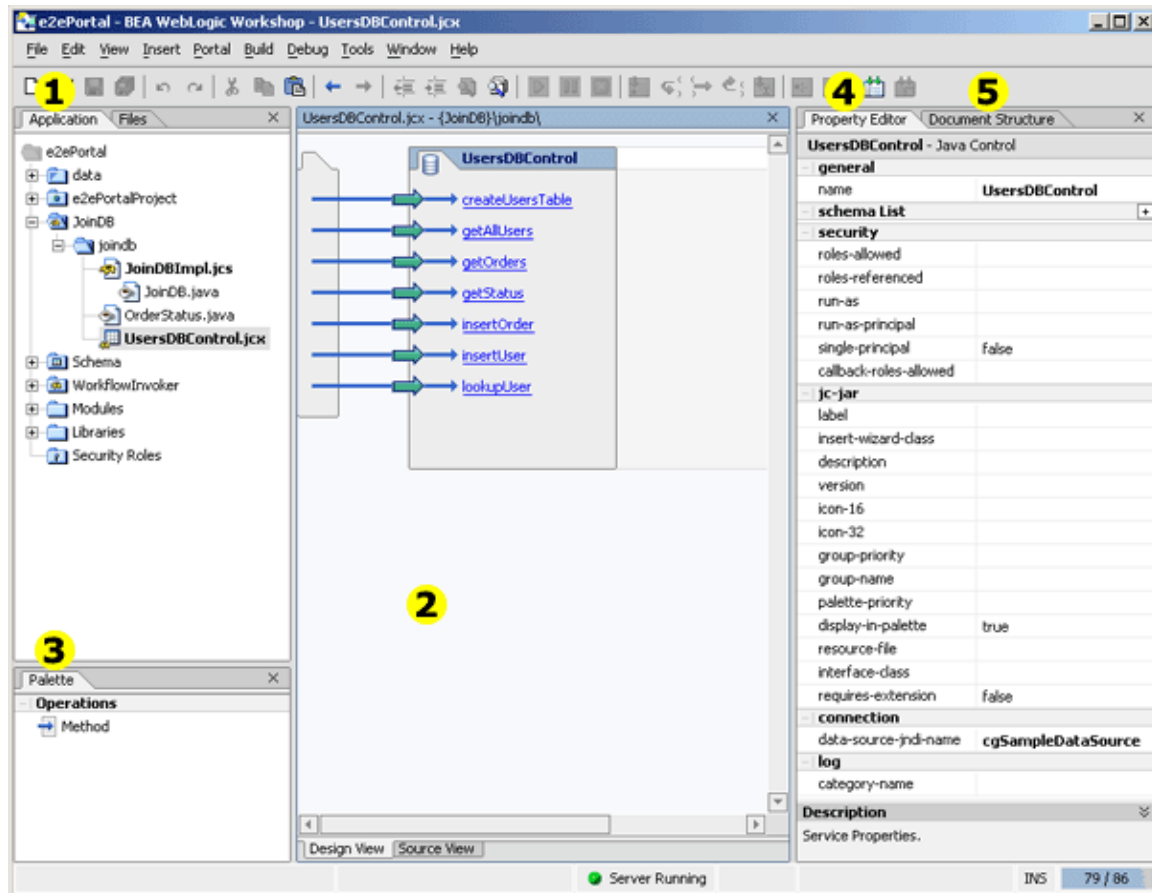 e2ePortal - BEA WebLogic Workshop - UsersDBControl.jcx
File Edit View Insert Portal Build Debug Tools Window Help
1
4
5
Application Files
UsersDBControl.jcx - {JoinDB}\joindb\
Property Editor Document Structure
e2ePortal
data
e2ePortalProject
JoinDB
joindb
JoinDBImpl.jcs
JoinDB.java
OrderStatus.java
UsersDBControl.jcx
Schema
WorkflowInvoker
Modules
Libraries
Security Roles
3
Palette
Operations
Method
UsersDBControl
createUsersTable
getAllUsers
getOrders
getStatus
insertOrder
insertUser
lookupUser
2
Design View Source View
UsersDBControl - Java Control
general
name UsersDBControl
schema List
security
roles-allowed
roles-referenced
run-as
run-as-principal
single-principal false
callback-roles-allowed
jc-jar
label
insert-wizard-class
description
version
icon-16
icon-32
group-priority
group-name
palette-priority
display-in-palette true
resource-file
interface-class
requires-extension false
connection
data-source-jndi-name cgSampleDataSource
log
category-name
Description
Service Properties.
Server Running
INS 79 / 86